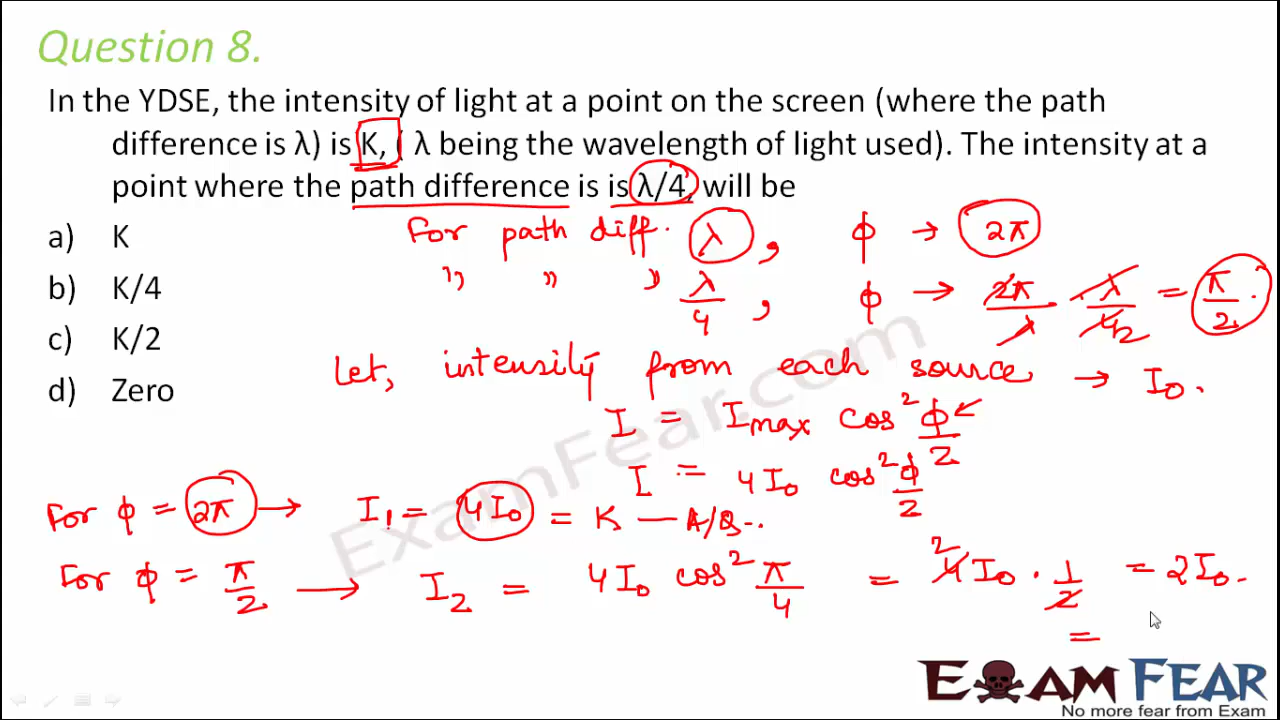 Question 8.
In the YDSE, the intensity of light at a point on the screen (where the path
difference is λ) is K, ( λ being the wavelength of light used). The intensity at a
point where the path difference is is λ/4, will be
a) K
b) K/4
c) K/2
d) Zero
For path diff. λ, ϕ → 2π
" " " λ/4, ϕ → 2π/λ λ/4 2 = π/2.
Let, intensity from each source → I0.
I = Imax cos² ϕ/2
I = 4I0 cos² ϕ/2
For ϕ = 2π → I1 = 4I0 = K — A/Q..
For ϕ = π/2 → I2 = 4I0 cos² π/4 = 2 4I0 . 1/2 = 2I0.
=
ExamFear.com
EXAM FEAR
No more fear from Exam